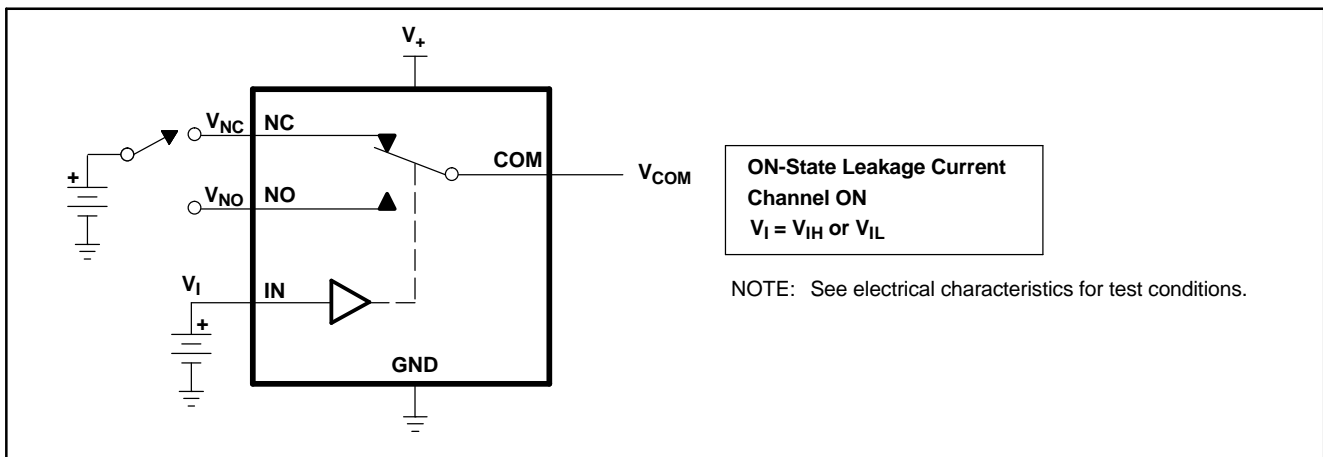 V+
VNC NC
COM
VCOM
VNO NO
VI IN
GND
+
+
ON-State Leakage Current
Channel ON
VI = VIH or VIL
NOTE: See electrical characteristics for test conditions.